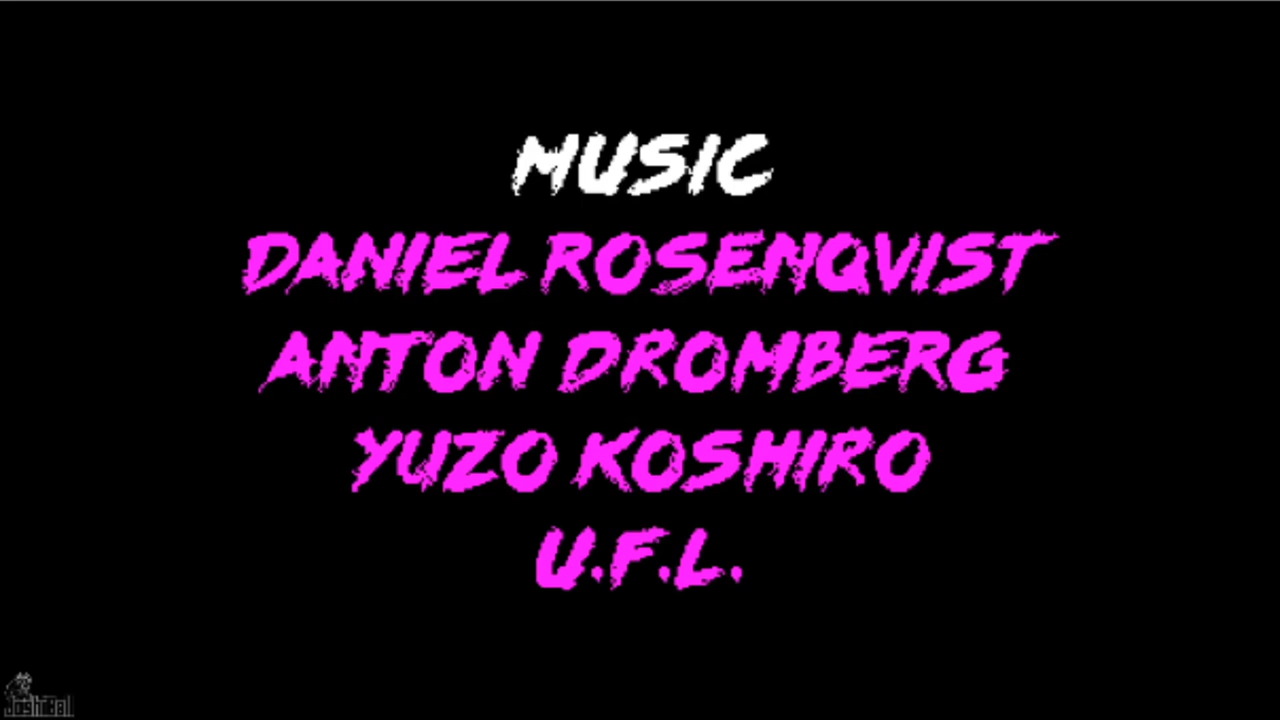 MUSIC
DANIEL ROSENQVIST
ANTON DROMBERG
YUZO KOSHIRO
U.F.L.